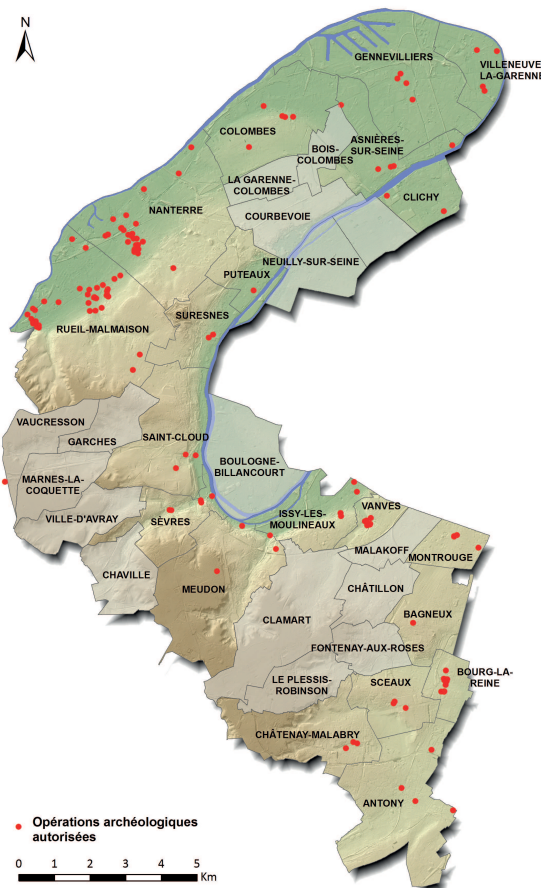 N
GENNEVILLIERS
VILLENEUVE
LA-GARENNE
COLOMBES
BOIS-
COLOMBES
ASNIÈRES-
SUR-SEINE
LA GARENNE-
COLOMBES
CLICHY
NANTERRE
COURBEVOIE
NEUILLY-SUR-SEINE
PUTEAUX
SURESNES
RUEIL-MALMAISON
VAUCRESSON
GARCHES
SAINT-CLOUD
BOULOGNE-
BILLANCOURT
MARNES-LA-
COQUETTE
VILLE-D'AVRAY
SÈVRES
ISSY-LES-
MOULINEAUX
VANVES
MALAKOFF
MONTROUGE
CHAVILLE
MEUDON
CHÂTILLON
CLAMART
BAGNEUX
FONTENAY-AUX-ROSES
LE PLESSIS-
ROBINSON
SCEAUX
BOURG-LA-
REINE
CHÂTENAY-MALABRY
ANTONY
Opérations archéologiques
autorisées
0 1 2 3 4 5
Km